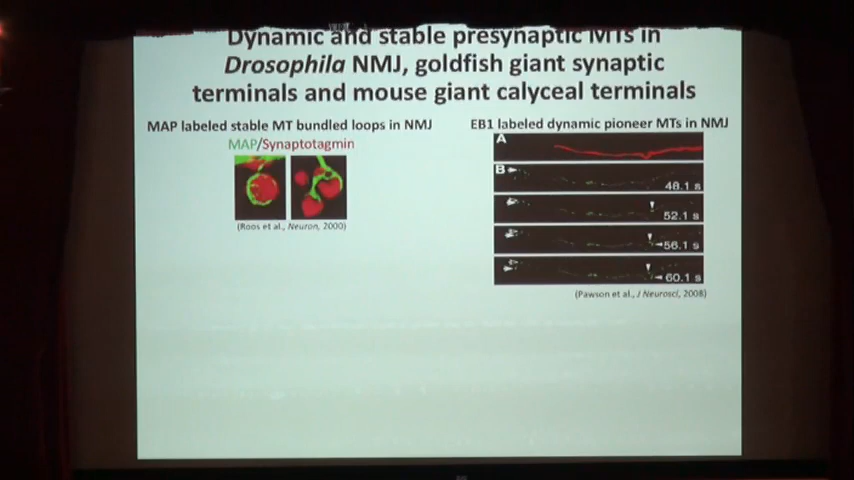 Dynamic and stable presynaptic MTs in
Drosophila NMJ, goldfish giant synaptic
terminals and mouse giant calyceal terminals
MAP labeled stable MT bundled loops in NMJ
MAP/Synaptotagmin
(Roos et al., Neuron, 2000)
EB1 labeled dynamic pioneer MTs in NMJ
A
B
48.1 s
52.1 s
56.1 s
60.1 s
(Pawson et al., J Neurosci, 2008)